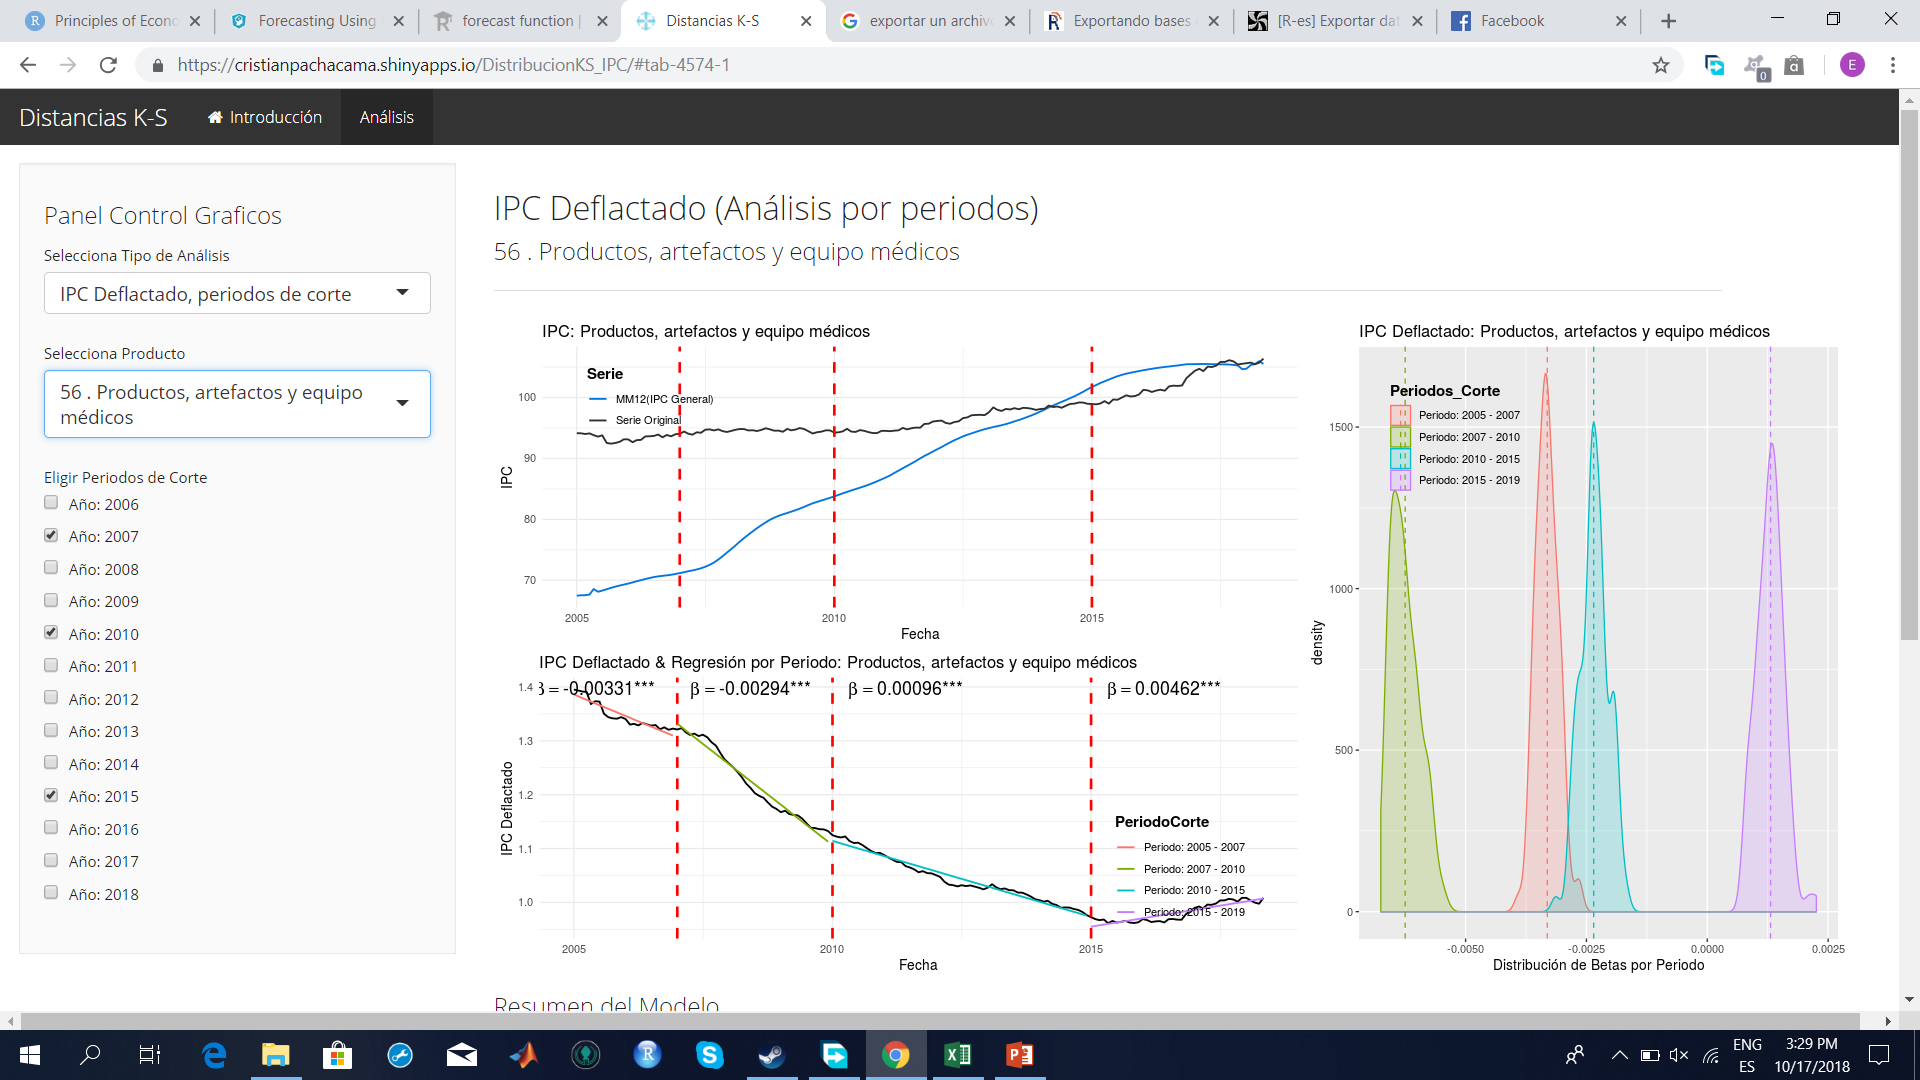 Principles of Econo
Forecasting Using
forecast function |
Distancias K-S
exportar un archiv
Exportando bases
[R-es] Exportar da
Facebook
https://cristianpachacama.shinyapps.io/DistribucionKS_IPC/#tab-4574-1
0
a
E
Distancias K-S
Introducción
Análisis
Panel Control Graficos
Selecciona Tipo de Análisis
IPC Deflactado, periodos de corte
Selecciona Producto
56 . Productos, artefactos y equipo
médicos
Eligir Periodos de Corte
Año: 2006
Año: 2007
Año: 2008
Año: 2009
Año: 2010
Año: 2011
Año: 2012
Año: 2013
Año: 2014
Año: 2015
Año: 2016
Año: 2017
Año: 2018
IPC Deflactado (Análisis por periodos)
56 . Productos, artefactos y equipo médicos
IPC: Productos, artefactos y equipo médicos
Serie
MM12(IPC General)
Serie Original
100
90
80
70
IPC
2005
2010
2015
Fecha
IPC Deflactado & Regresión por Periodo: Productos, artefactos y equipo médicos
β = -0.00331***
β = -0.00294***
β = 0.00096***
β = 0.00462***
1.4
1.3
1.2
1.1
1.0
IPC Deflactado
PeriodoCorte
Periodo: 2005 - 2007
Periodo: 2007 - 2010
Periodo: 2010 - 2015
Periodo: 2015 - 2019
2005
2010
2015
Fecha
IPC Deflactado: Productos, artefactos y equipo médicos
Periodos_Corte
Periodo: 2005 - 2007
Periodo: 2007 - 2010
Periodo: 2010 - 2015
Periodo: 2015 - 2019
1500
1000
500
0
density
-0.0050
-0.0025
0.0000
0.0025
Distribución de Betas por Periodo
Resumen del Modelo
ENG
ES
3:29 PM
10/17/2018